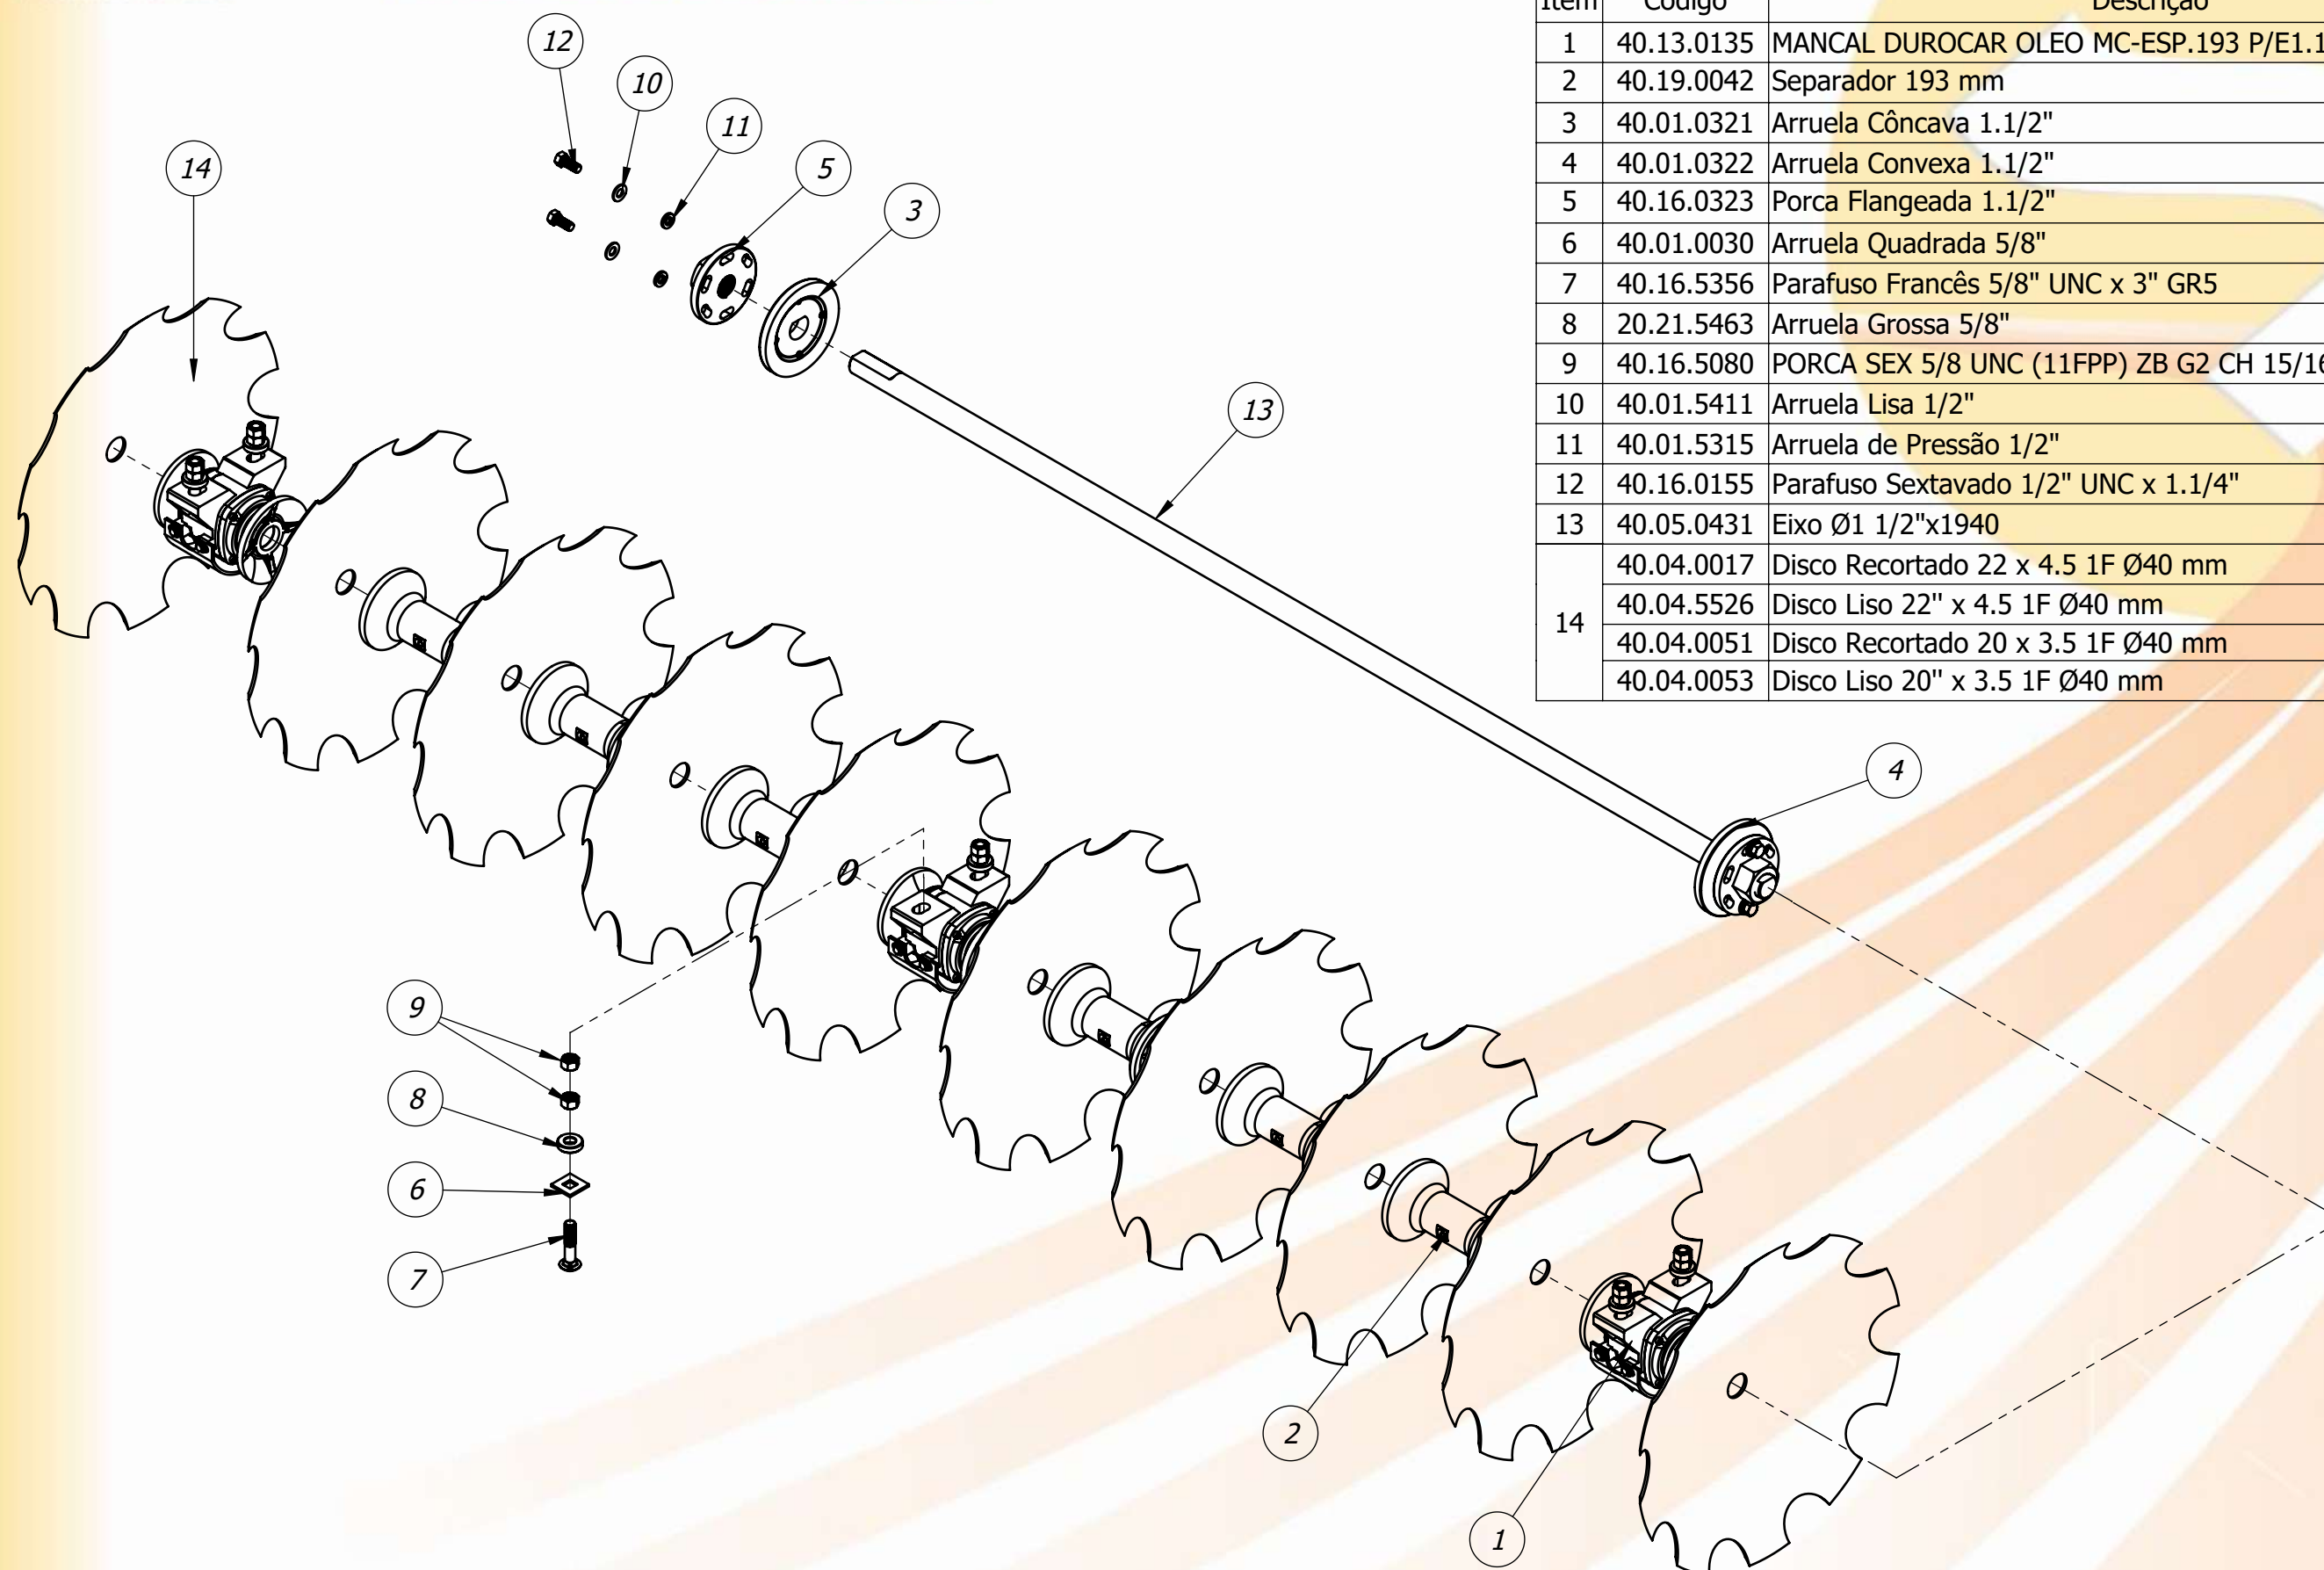 Item Código Descrição
1 40.13.0135 MANCAL DUROCAR OLEO MC-ESP.193 P/E1.1
2 40.19.0042 Separador 193 mm
3 40.01.0321 Arruela Côncava 1.1/2"
4 40.01.0322 Arruela Convexa 1.1/2"
5 40.16.0323 Porca Flangeada 1.1/2"
6 40.01.0030 Arruela Quadrada 5/8"
7 40.16.5356 Parafuso Francês 5/8" UNC x 3" GR5
8 20.21.5463 Arruela Grossa 5/8"
9 40.16.5080 PORCA SEX 5/8 UNC (11FPP) ZB G2 CH 15/16
10 40.01.5411 Arruela Lisa 1/2"
11 40.01.5315 Arruela de Pressão 1/2"
12 40.16.0155 Parafuso Sextavado 1/2" UNC x 1.1/4"
13 40.05.0431 Eixo Ø1 1/2"x1940
14
40.04.0017 Disco Recortado 22 x 4.5 1F Ø40 mm
40.04.5526 Disco Liso 22'' x 4.5 1F Ø40 mm
40.04.0051 Disco Recortado 20 x 3.5 1F Ø40 mm
40.04.0053 Disco Liso 20'' x 3.5 1F Ø40 mm
12
10
11
14
5
3
13
4
9
8
6
7
2
1